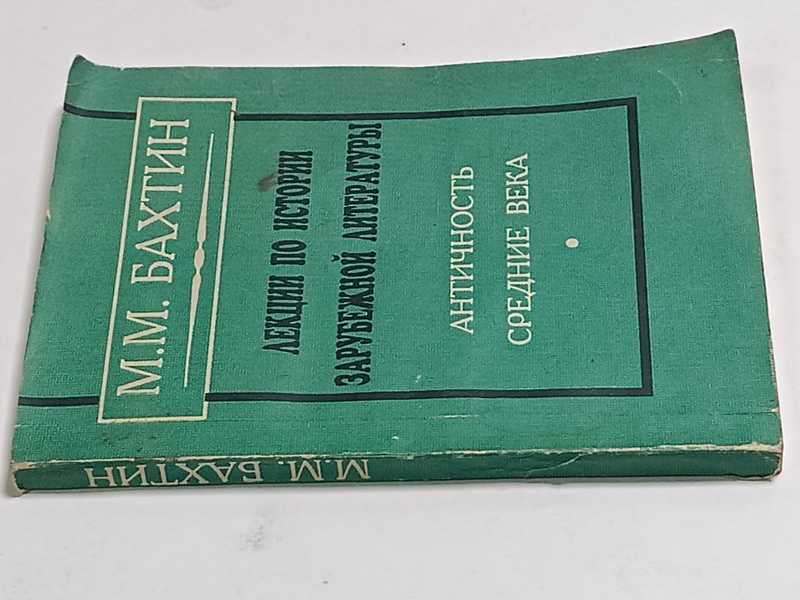 М.М. БАХТИН
ЛЕКЦИИ ПО ИСТОРИИ
ЗАРУБЕЖНОЙ ЛИТЕРАТУРЫ
АНТИЧНОСТЬ
СРЕДНИЕ ВЕКА
М.М. БАХТИН